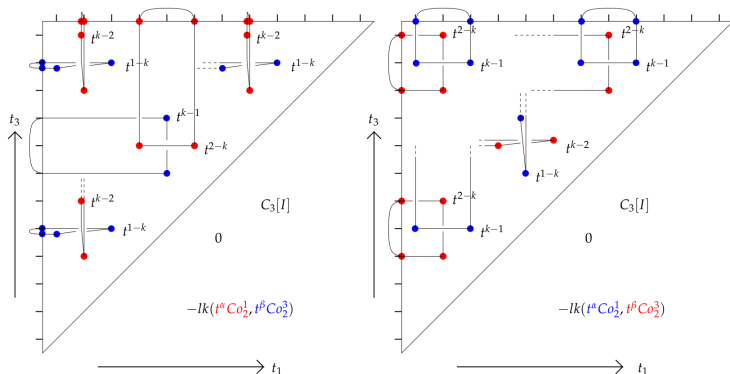 t^{k-2} t^{k-2}
t^{1-k} t^{1-k}
t^{k-1}
t_3
t^{2-k}
t^{k-2}
C_3[I]
t^{1-k}
0
-lk(t^α Co_2^1, t^β Co_2^3)
t_1
t^{2-k} t^{2-k}
t^{k-1} t^{k-1}
t_3
t^{k-2}
t^{1-k}
t^{2-k}
C_3[I]
t^{k-1}
0
-lk(t^α Co_2^1, t^β Co_2^3)
t_1